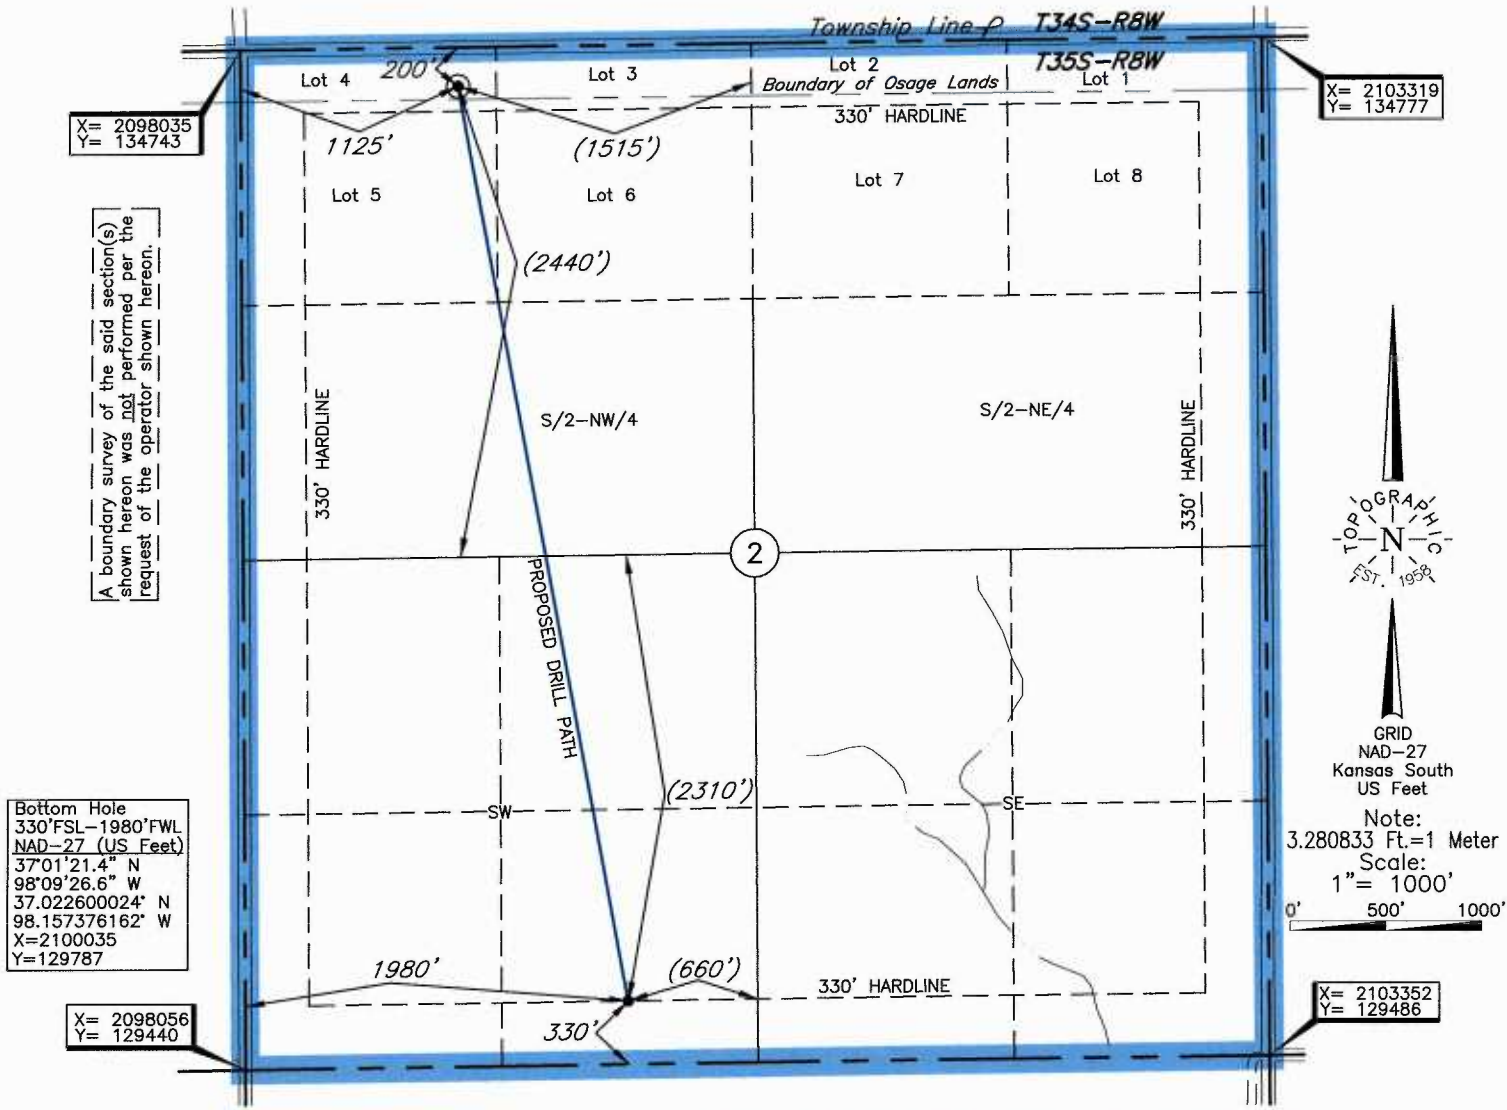 Township Line
T34S-R8W
T35S-R8W
Lot 4
200'
Lot 3
Lot 2
Boundary of Osage Lands
Lot 1
X= 2098035
Y= 134743
X= 2103319
Y= 134777
330' HARDLINE
1125'
(1515')
Lot 5
Lot 6
Lot 7
Lot 8
A boundary survey of the said section(s)
shown hereon was not performed per the
request of the operator shown hereon.
(2440')
330' HARDLINE
S/2-NW/4
S/2-NE/4
330' HARDLINE
TOPOGRAPHIC
N
EST. 1958
2
PROPOSED DRILL PATH
GRID
NAD-27
Kansas South
US Feet
Note:
3.280833 Ft.=1 Meter
Scale:
1"= 1000'
0' 500' 1000'
(2310')
SW
SE
Bottom Hole
330'FSL-1980'FWL
NAD-27 (US Feet)
37°01'21.4" N
98°09'26.6" W
37.022600024° N
98.157376162° W
X=2100035
Y=129787
1980'
(660')
330' HARDLINE
330'
X= 2098056
Y= 129440
X= 2103352
Y= 129486